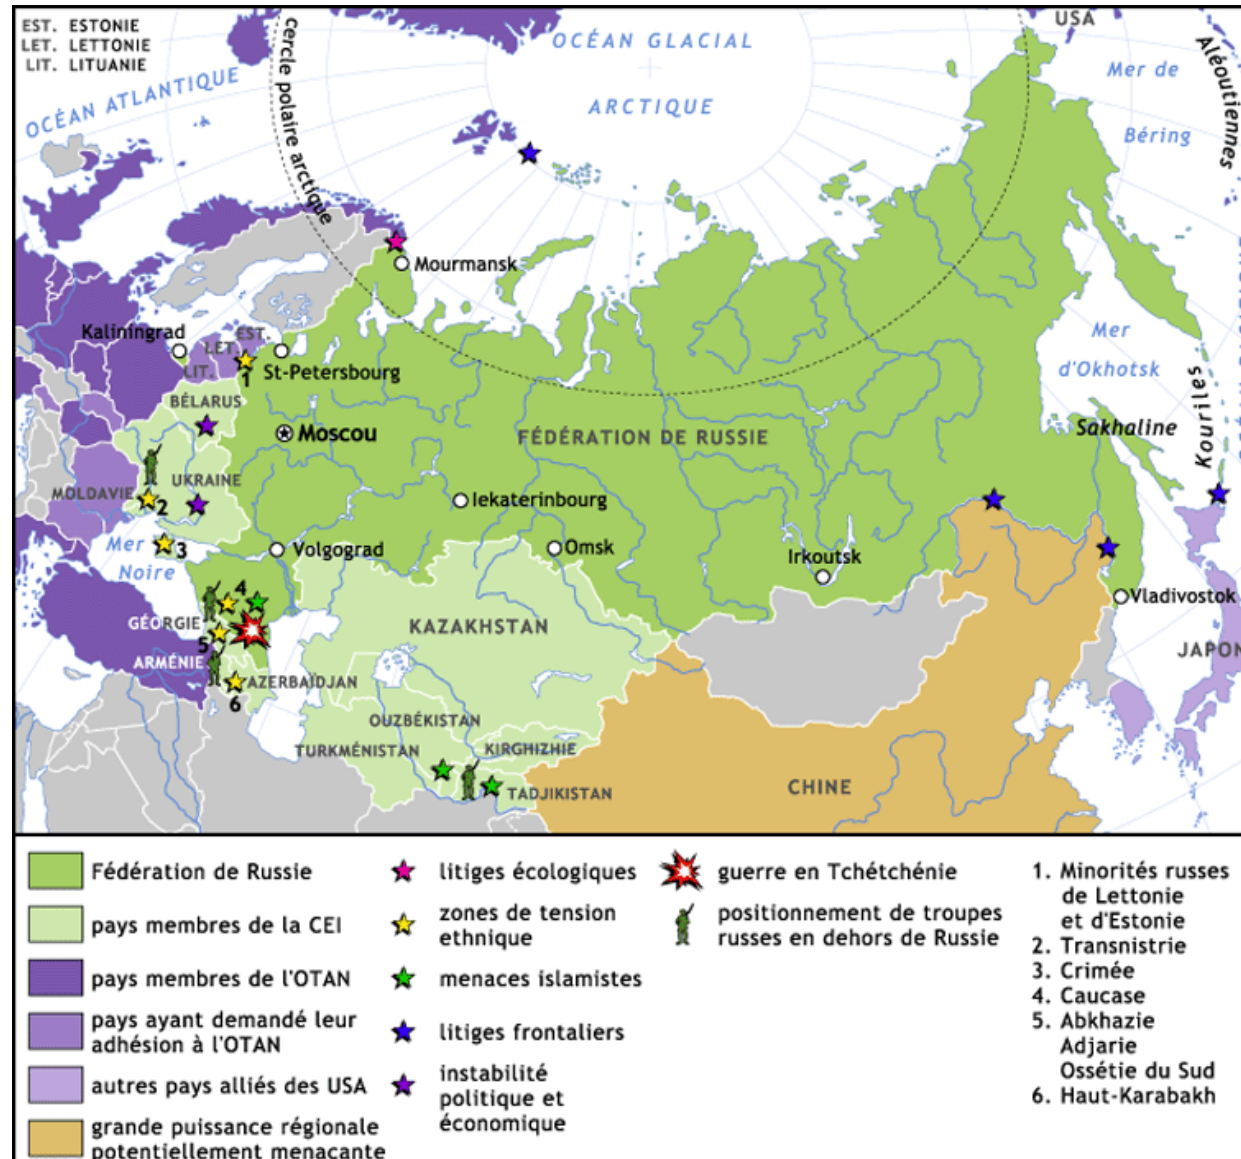 EST. ESTONIE
LET. LETTONIE
LIT. LITUANIE
OCÉAN ATLANTIQUE
cercle polaire arctique
OCÉAN GLACIAL
ARCTIQUE
USA
Mer de
Béring
Aléoutiennes
Mourmansk
Kaliningrad
EST.
LET.
LIT.
1
St-Petersbourg
BÉLARUS
Moscou
FÉDÉRATION DE RUSSIE
Mer
d'Okhotsk
Kouriles
Sakhaline
MOLDAVIE
UKRAINE
2
Iekaterinbourg
Mer
Noire
3
Volgograd
Omsk
Irkoutsk
Vladivostok
4
GÉORGIE
5
ARMÉNIE
AZERBAÏDJAN
6
KAZAKHSTAN
JAPON
OUZBÉKISTAN
TURKMÉNISTAN
KIRGHIZHIE
TADJIKISTAN
CHINE
Fédération de Russie
pays membres de la CEI
pays membres de l'OTAN
pays ayant demandé leur
adhésion à l'OTAN
autres pays alliés des USA
grande puissance régionale
potentiellement menaçante
litiges écologiques
zones de tension
ethnique
menaces islamistes
litiges frontaliers
instabilité
politique et
économique
guerre en Tchétchénie
positionnement de troupes
russes en dehors de Russie
1. Minorités russes
de Lettonie
et d'Estonie
2. Transnistrie
3. Crimée
4. Caucase
5. Abkhazie
Adjarie
Ossétie du Sud
6. Haut-Karabakh